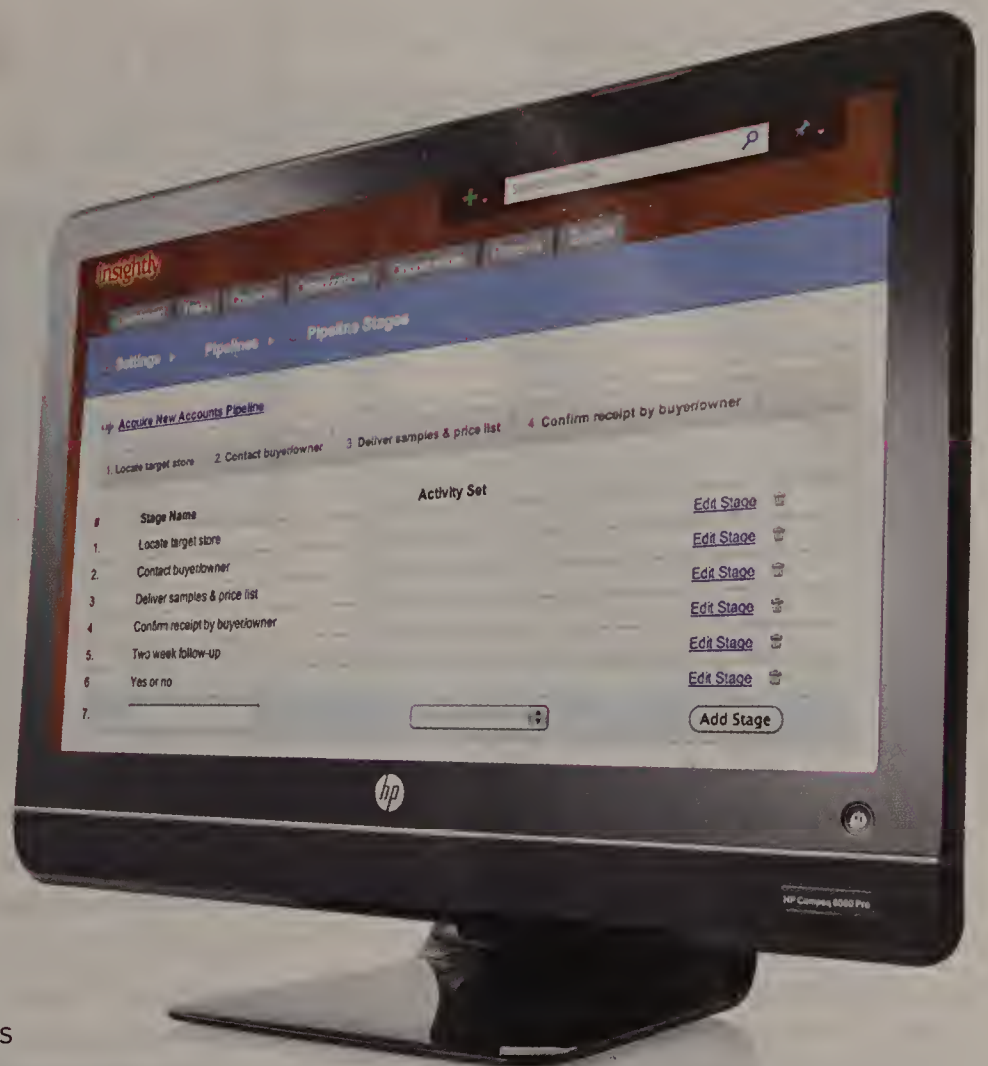 insightly
Settings Pipelines Pipeline Stages
Acquire New Accounts Pipeline
1. Locate target store 2. Contact buyer/owner 3 Deliver samples & price list 4 Confirm receipt by buyer/owner
# Stage Name Activity Set
1. Locate target store Edit Stage
2. Contact buyer/owner Edit Stage
3 Deliver samples & price list Edit Stage
4 Confirm receipt by buyer/owner Edit Stage
5. Two week follow-up Edit Stage
6 Yes or no Edit Stage
7. Add Stage
hp
HP Compaq 6000 Pro
S